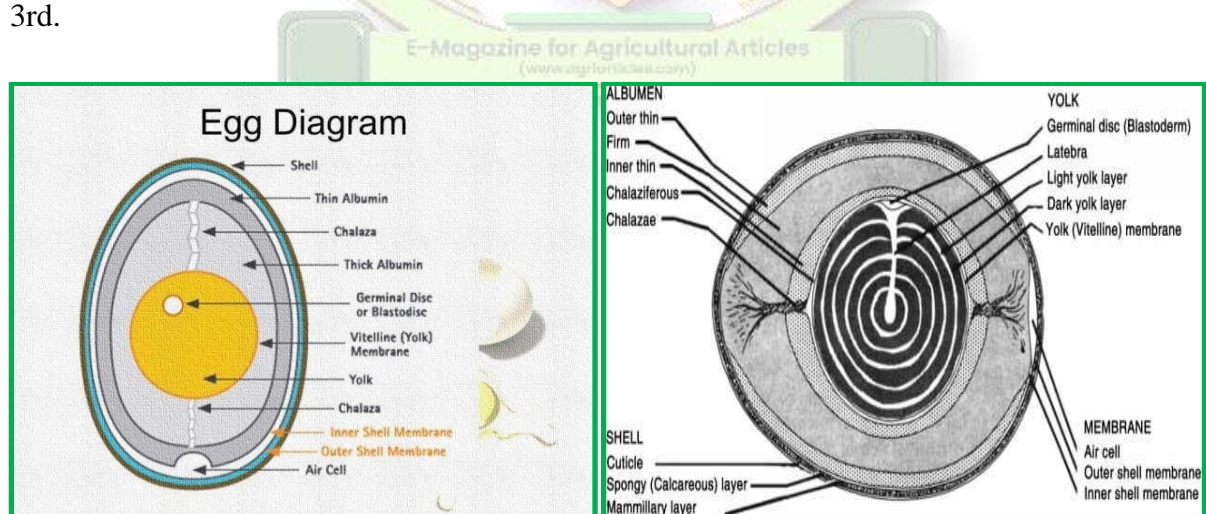 3rd.
E-Magazine for Agricultural Articles
(www.agriarticles.com)
Egg Diagram
Shell
Thin Albumin
Chalaza
Thick Albumin
Germinal Disc
or Blastodisc
Vitelline (Yolk)
Membrane
Yolk
Chalaza
Inner Shell Membrane
Outer Shell Membrane
Air Cell
ALBUMEN
Outer thin
Firm
Inner thin
Chalaziferous
Chalazae
YOLK
Germinal disc (Blastoderm)
Latebra
Light yolk layer
Dark yolk layer
Yolk (Vitelline) membrane
SHELL
Cuticle
Spongy (Calcareous) layer
Mammillary layer
MEMBRANE
Air cell
Outer shell membrane
Inner shell membrane